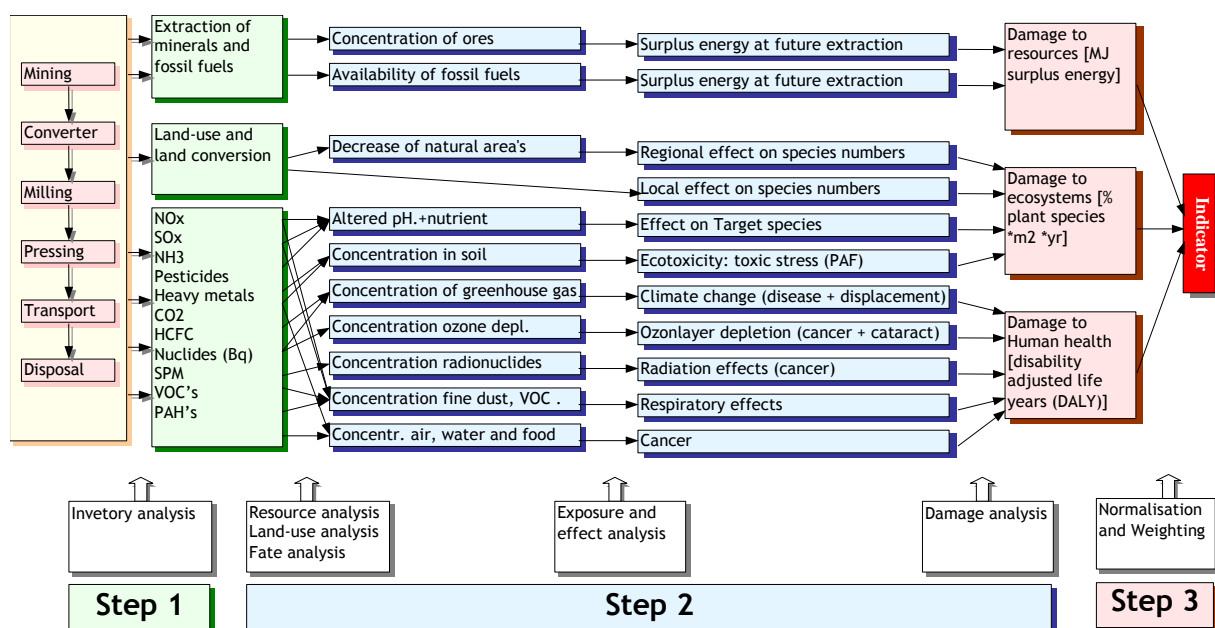 Mining
Converter
Milling
Pressing
Transport
Disposal
Extraction of
minerals and
fossil fuels
Land-use and
land conversion
NOx
SOx
NH3
Pesticides
Heavy metals
CO2
HCFC
Nuclides (Bq)
SPM
VOC's
PAH's
Concentration of ores
Availability of fossil fuels
Decrease of natural area's
Altered pH.+nutrient
Concentration in soil
Concentration of greenhouse gas
Concentration ozone depl.
Concentration radionuclides
Concentration fine dust, VOC .
Concentr. air, water and food
Surplus energy at future extraction
Surplus energy at future extraction
Regional effect on species numbers
Local effect on species numbers
Effect on Target species
Ecotoxicity: toxic stress (PAF)
Climate change (disease + displacement)
Ozonlayer depletion (cancer + cataract)
Radiation effects (cancer)
Respiratory effects
Cancer
Damage to
resources [MJ
surplus energy]
Damage to
ecosystems [%
plant species
*m2 *yr]
Damage to
Human health
[disability
adjusted life
years (DALY)]
Indicator
Invetory analysis
Resource analysis
Land-use analysis
Fate analysis
Exposure and
effect analysis
Damage analysis
Normalisation
and Weighting
Step 1
Step 2
Step 3